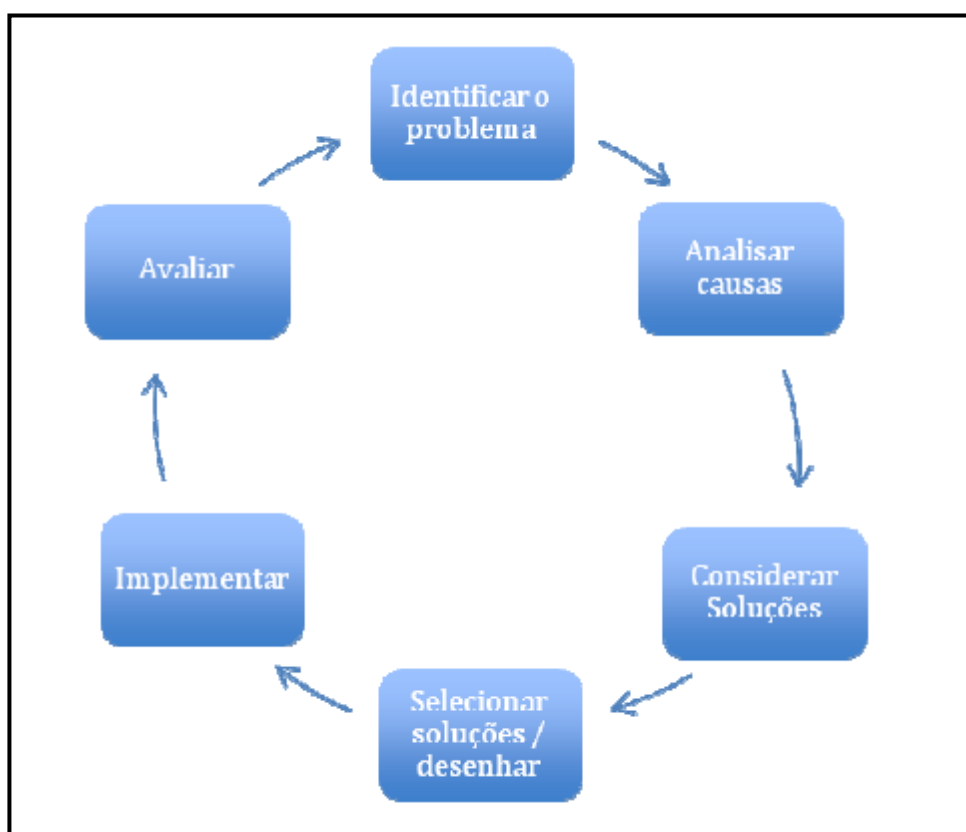 Identificar o
problema
Analisar
causas
Considerar
Soluções
Selecionar
soluções /
desenhar
Implementar
Avaliar